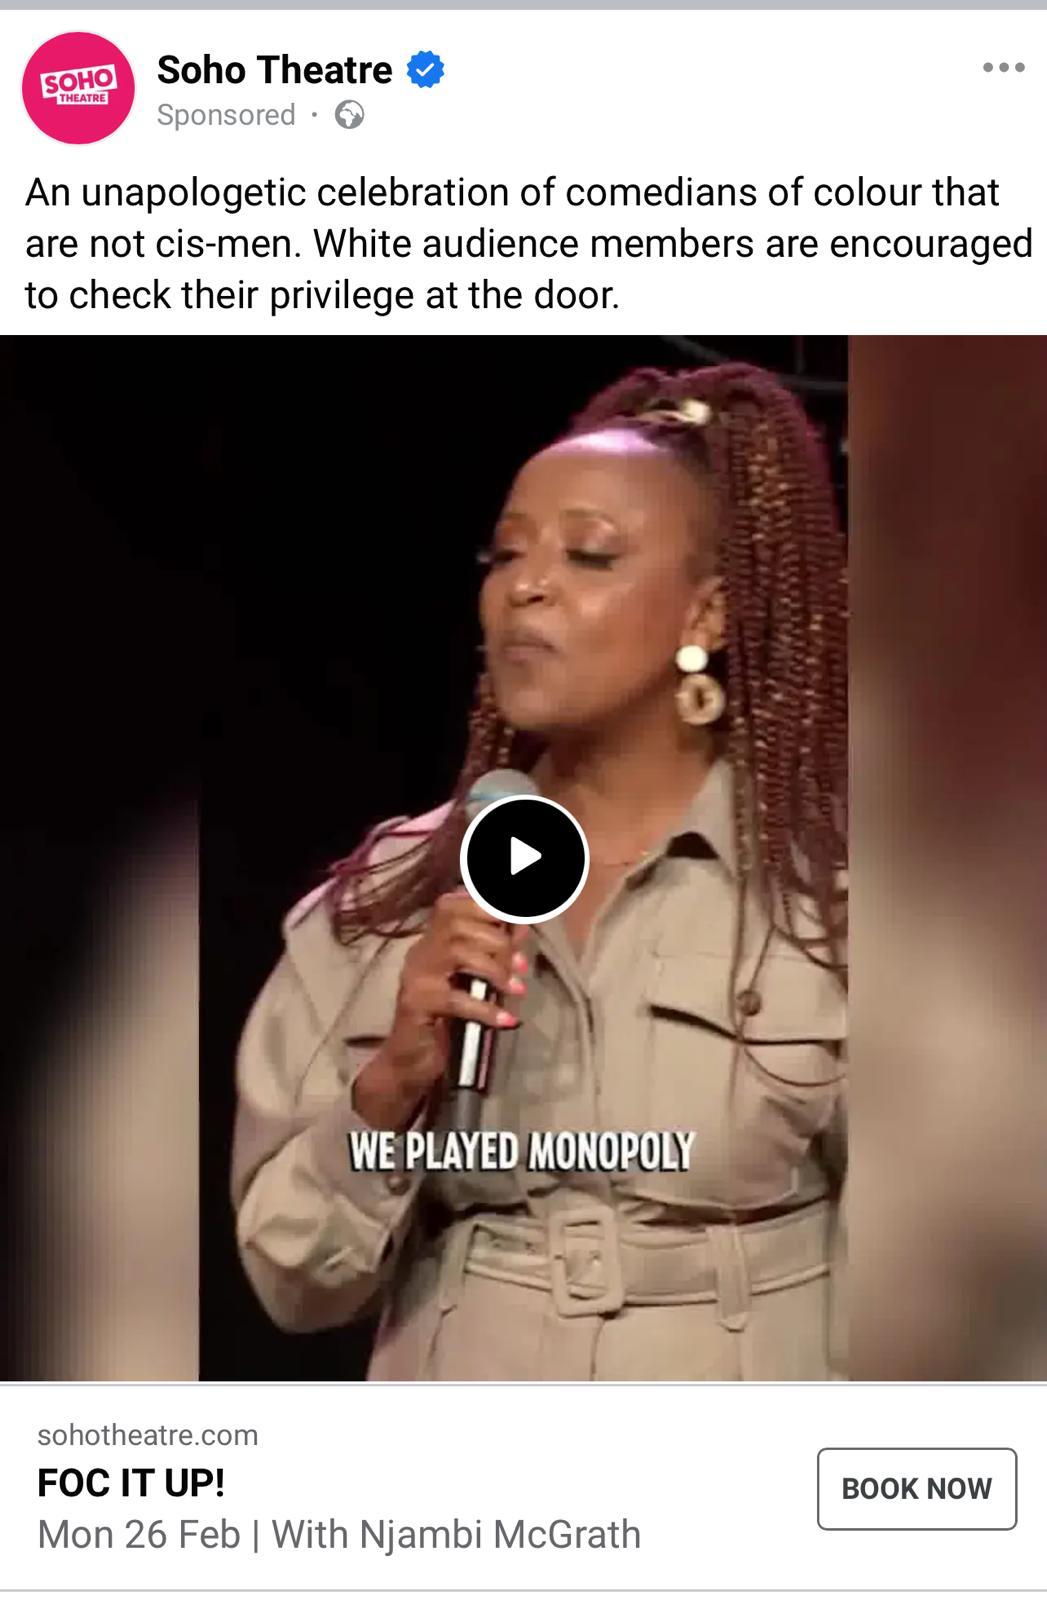 SOHO
THEATRE
Soho Theatre
Sponsored ·
An unapologetic celebration of comedians of colour that
are not cis-men. White audience members are encouraged
to check their privilege at the door.
WE PLAYED MONOPOLY
sohotheatre.com
FOC IT UP!
Mon 26 Feb | With Njambi McGrath
BOOK NOW